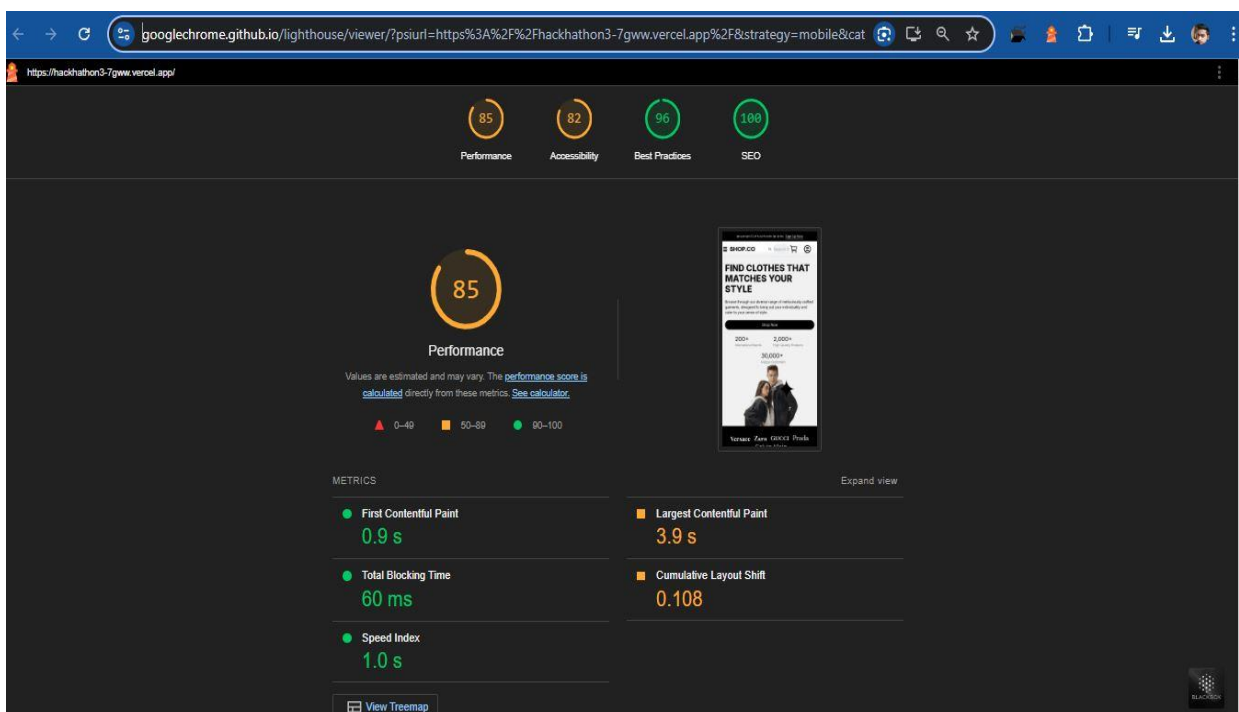 googlechrome.github.io/lighthouse/viewer/?psiurl=https%3A%2F%2Fhackhathon3-7gww.vercel.app%2F&strategy=mobile&cat
https://hackhathon3-7gww.vercel.app/
85 82 96 100
Performance Accessibility Best Practices SEO
85
Performance
Values are estimated and may vary. The performance score is
calculated directly from these metrics. See calculator.
0–49 50–89 90–100
SHOP.CO
FIND CLOTHES THAT
MATCHES YOUR
STYLE
Shop Now
200+ 2,000+
30,000+
Versace Zara GUCCI Prada
METRICS Expand view
First Contentful Paint
0.9 s
Largest Contentful Paint
3.9 s
Total Blocking Time
60 ms
Cumulative Layout Shift
0.108
Speed Index
1.0 s
View Treemap
BLACKBOX